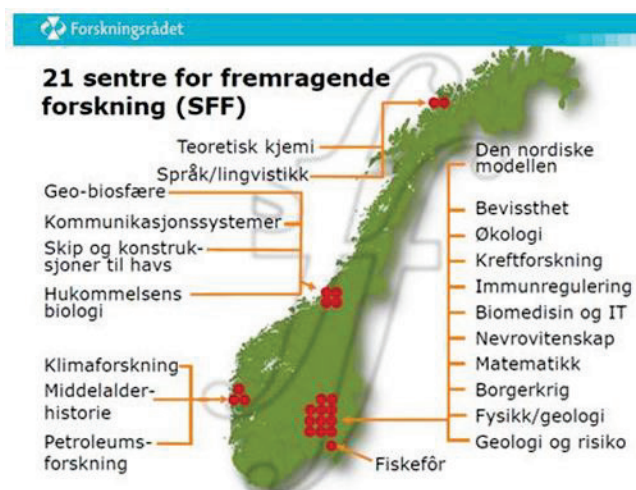 Forskningsrådet
21 sentre for fremragende
forskning (SFF)
Teoretisk kjemi
Språk/lingvistikk
Geo-biosfære
Kommunikasjonssystemer
Skip og konstruk-
sjoner til havs
Hukommelsens
biologi
Klimaforskning
Middelalder-
historie
Petroleums-
forskning
Den nordiske
modellen
Bevissthet
Økologi
Kreftforskning
Immunregulering
Biomedisin og IT
Nevrovitenskap
Matematikk
Borgerkrig
Fysikk/geologi
Geologi og risiko
Fiskefôr